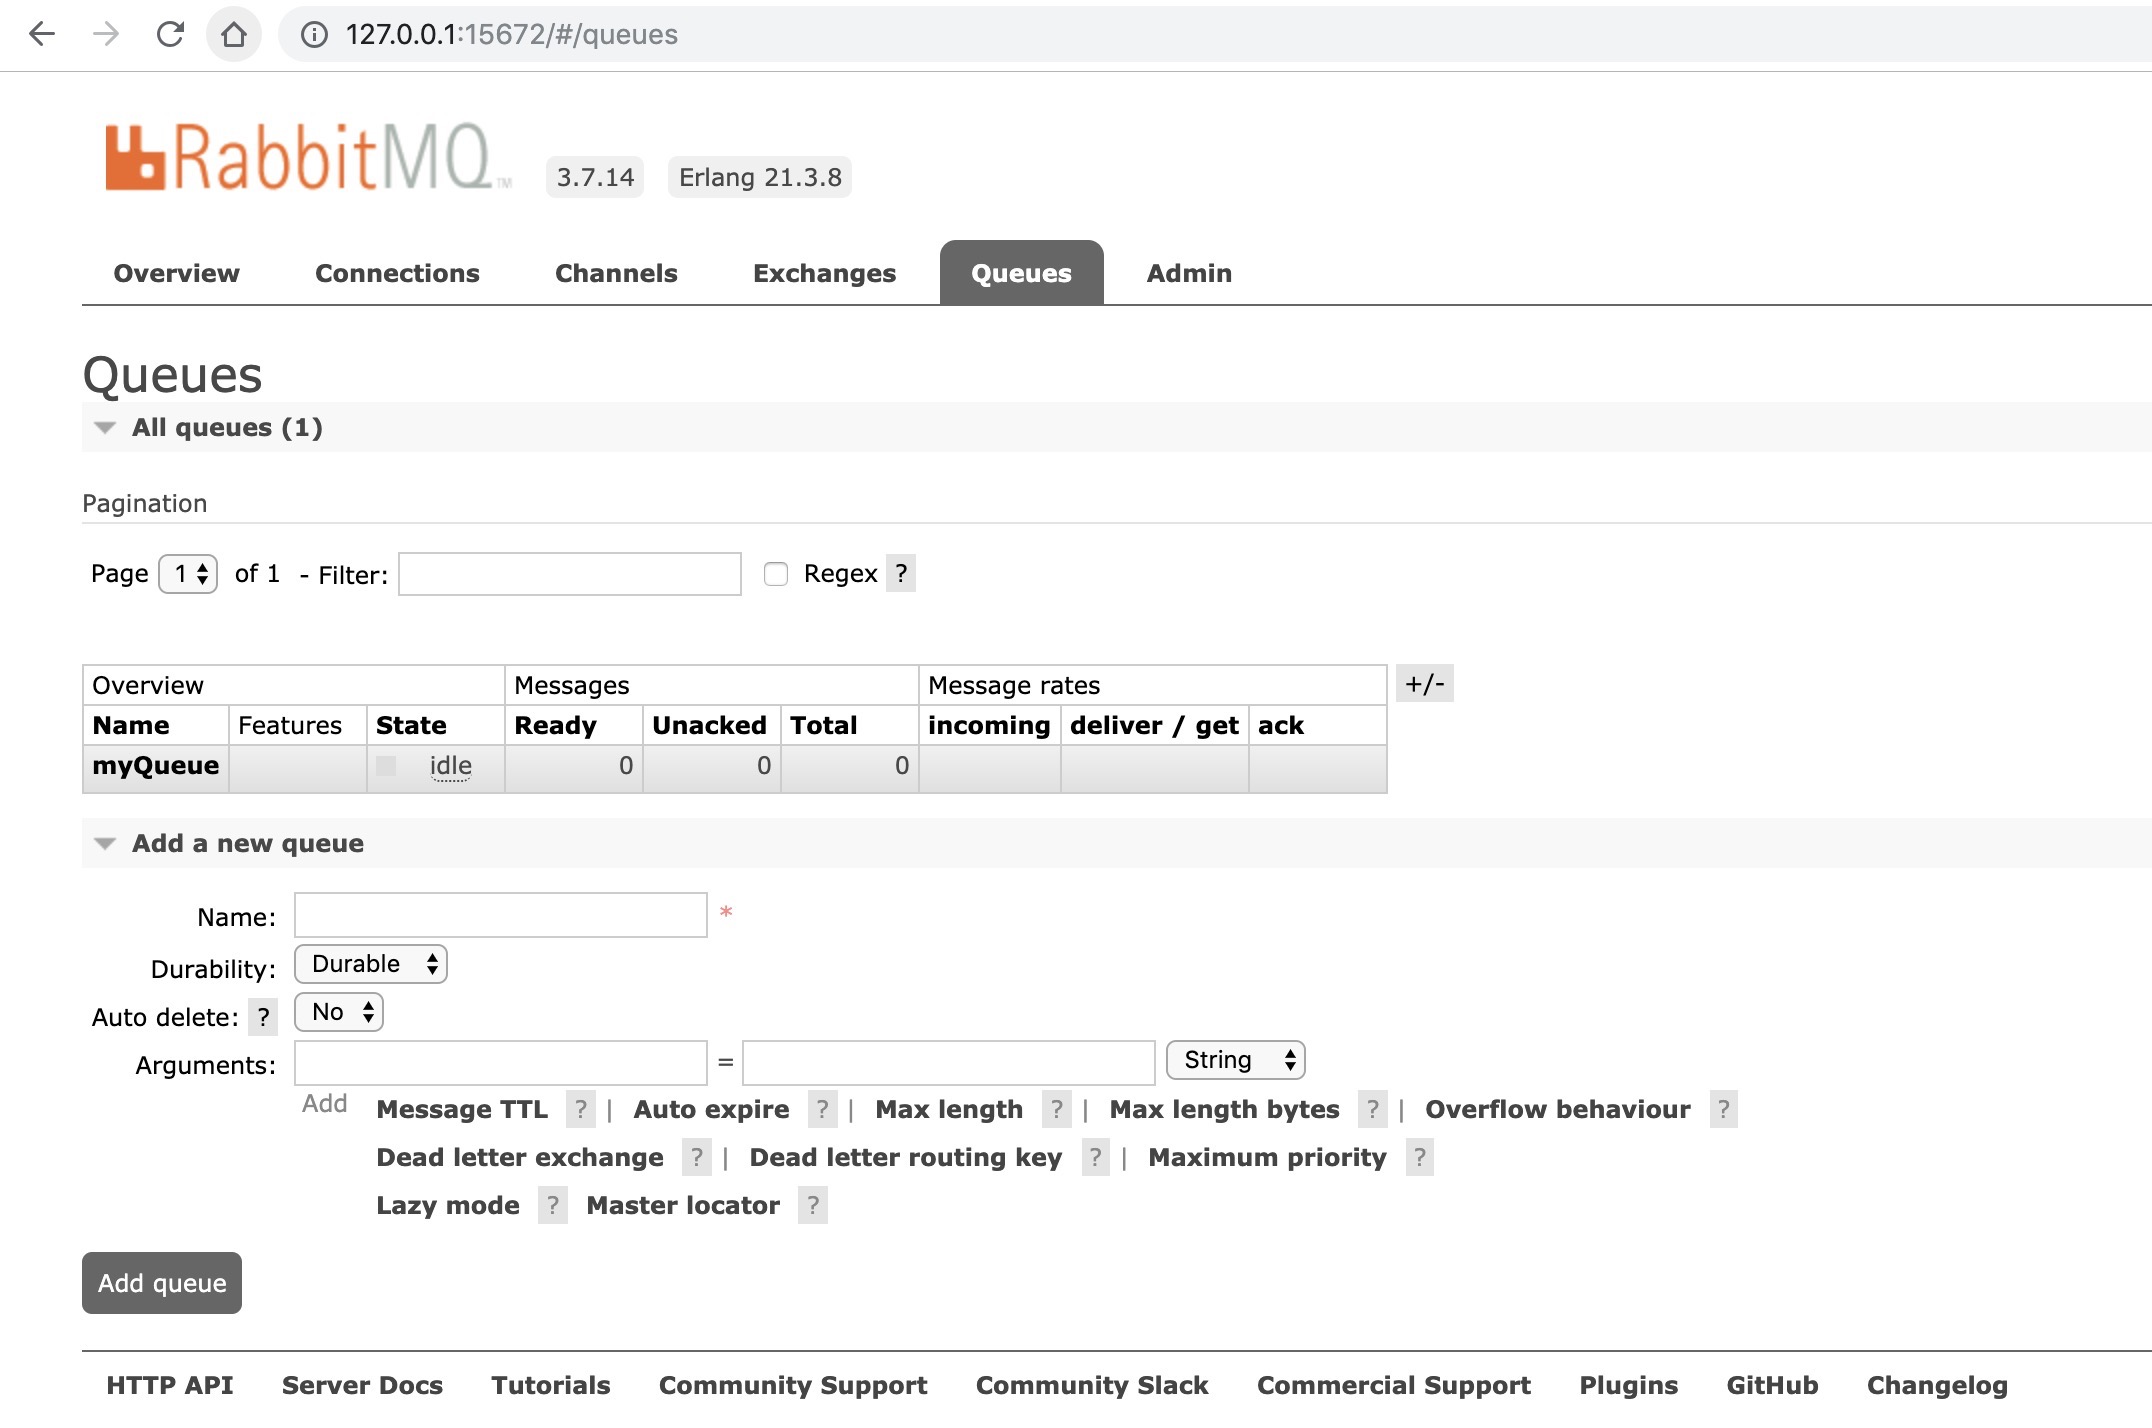 127.0.0.1:15672/#/queues
RabbitMQ TM 3.7.14 Erlang 21.3.8
Overview Connections Channels Exchanges Queues Admin
Queues
All queues (1)
Pagination
Page 1 of 1 - Filter: Regex ?
Overview Messages Message rates +/-
Name Features State Ready Unacked Total incoming deliver / get ack
myQueue idle 0 0 0
Add a new queue
Name: *
Durability: Durable
Auto delete: ? No
Arguments: = String
Add Message TTL ? | Auto expire ? | Max length ? | Max length bytes ? | Overflow behaviour ?
Dead letter exchange ? | Dead letter routing key ? | Maximum priority ?
Lazy mode ? Master locator ?
Add queue
HTTP API Server Docs Tutorials Community Support Community Slack Commercial Support Plugins GitHub Changelog